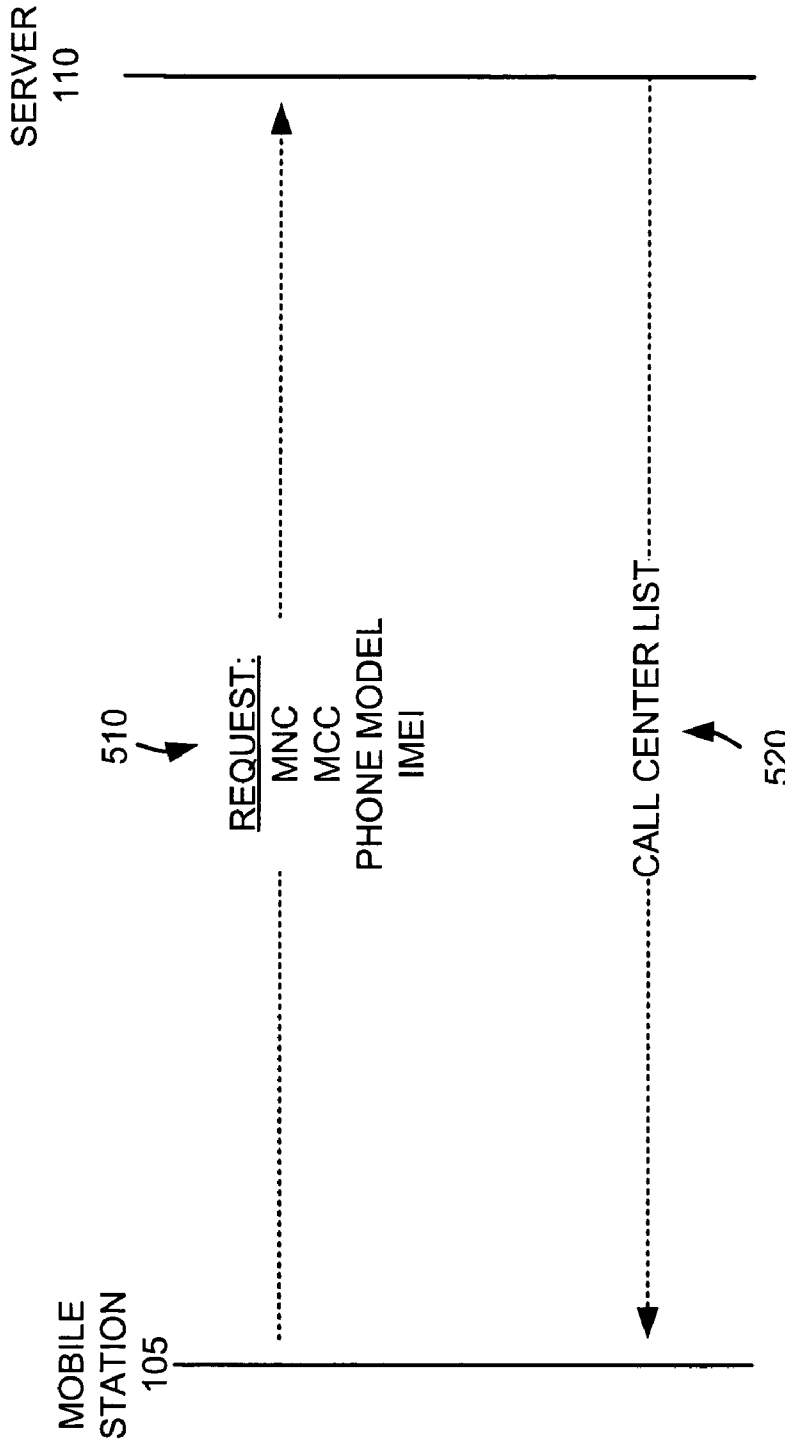 MOBILE
STATION
105
SERVER
110
510
REQUEST:
MNC
MCC
PHONE MODEL
IMEI
CALL CENTER LIST
520